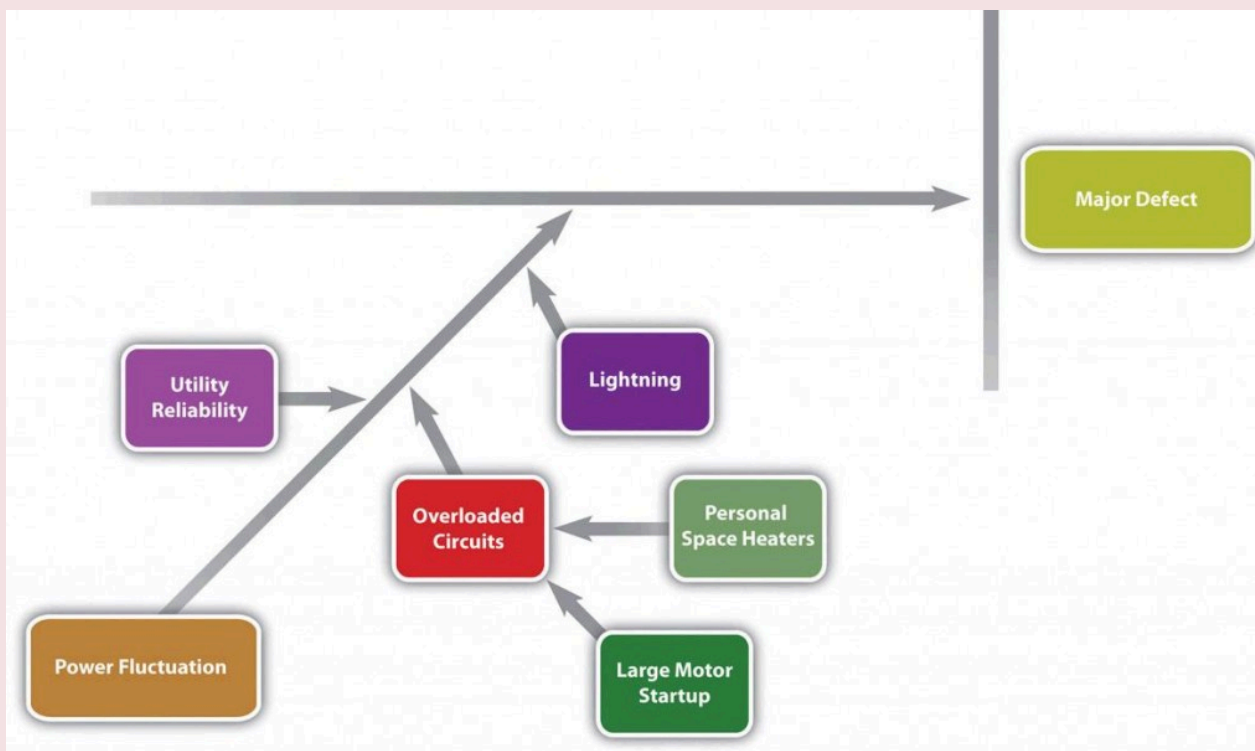 Major Defect
Utility
Reliability
Lightning
Overloaded
Circuits
Personal
Space Heaters
Power Fluctuation
Large Motor
Startup